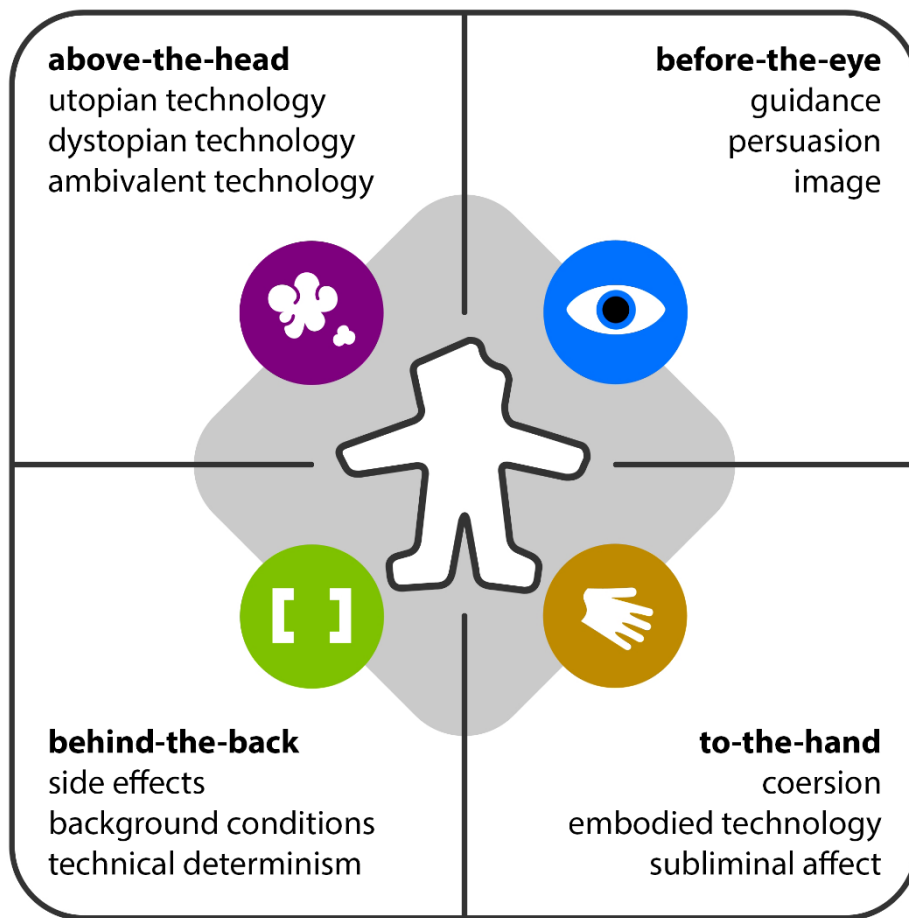 above-the-head
utopian technology
dystopian technology
ambivalent technology
before-the-eye
guidance
persuasion
image
behind-the-back
side effects
background conditions
technical determinism
to-the-hand
coersion
embodied technology
subliminal affect